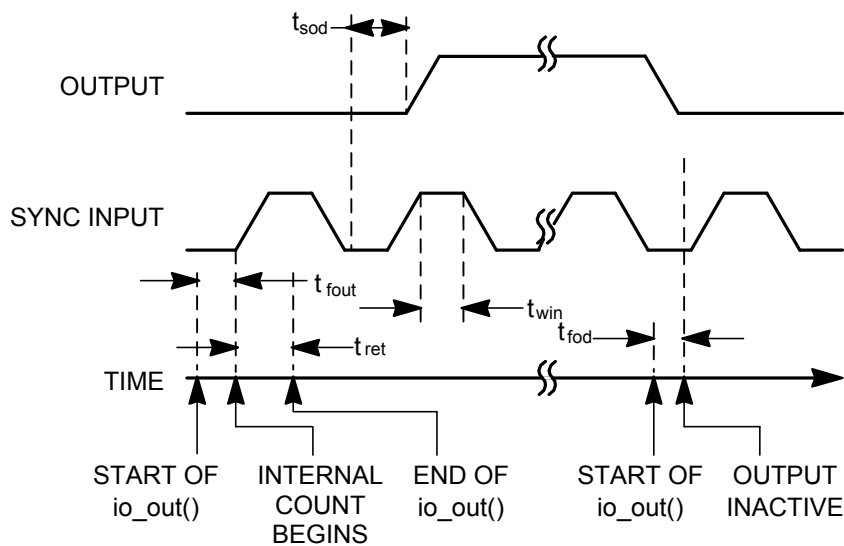 tsod
OUTPUT
SYNC INPUT
tfout
twin
tret
tfod
TIME
START OF
io_out()
INTERNAL
COUNT
BEGINS
END OF
io_out()
START OF
io_out()
OUTPUT
INACTIVE